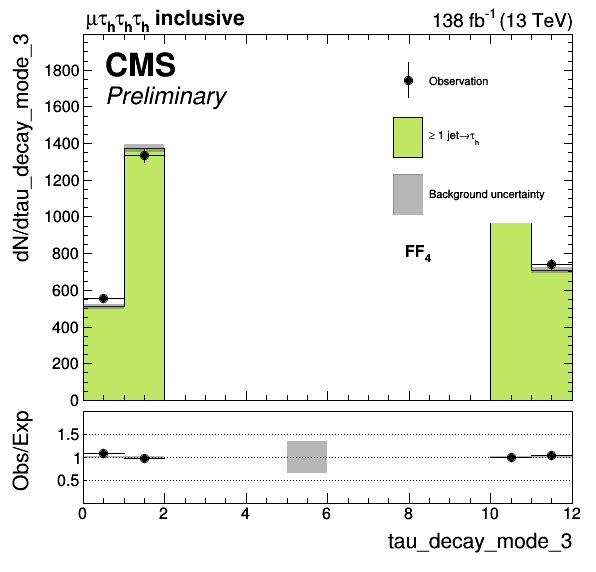 μτₕτₕτₕ inclusive
138 fb⁻¹ (13 TeV)
CMS
Preliminary
Observation
≥ 1 jet→τₕ
Background uncertainty
FF₄
dN/dtau_decay_mode_3
1800
1600
1400
1200
1000
800
600
400
200
0
Obs/Exp
1.5
1
0.5
0 2 4 6 8 10 12
tau_decay_mode_3